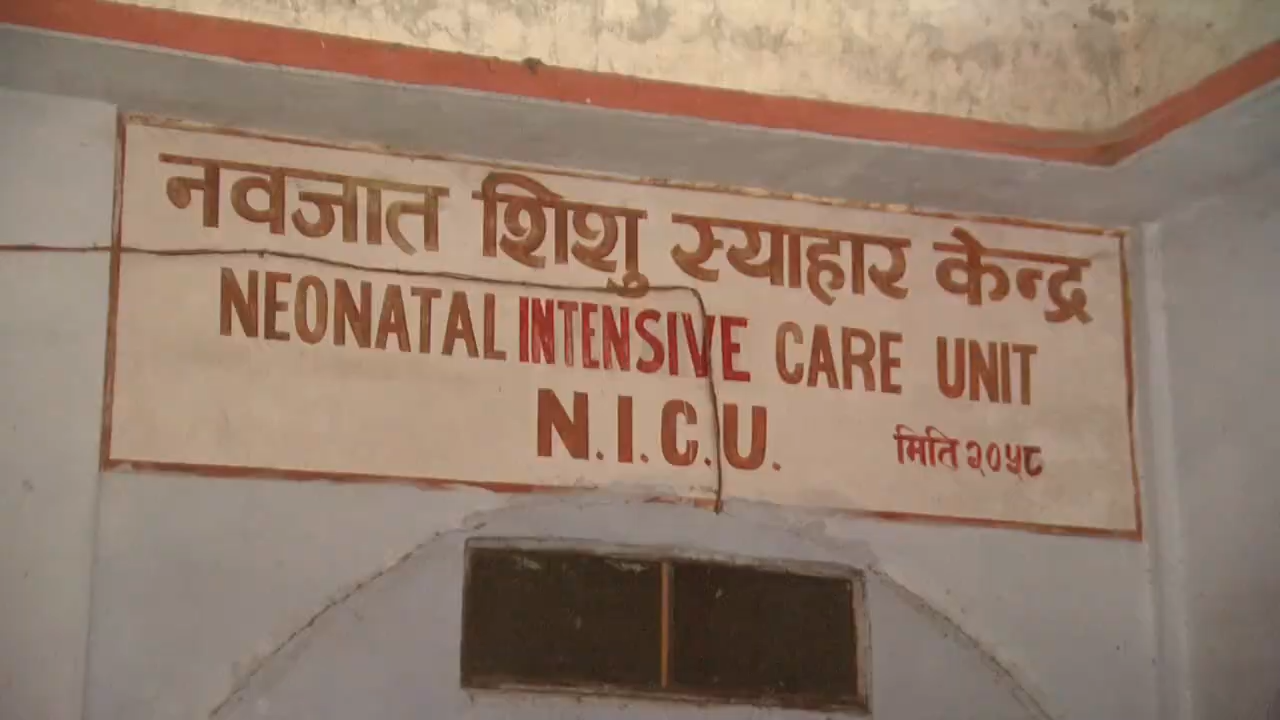 नवजात शिशु स्याहार केन्द्र
NEONATAL INTENSIVE CARE UNIT
N.I.C.U.
मिति २०५८